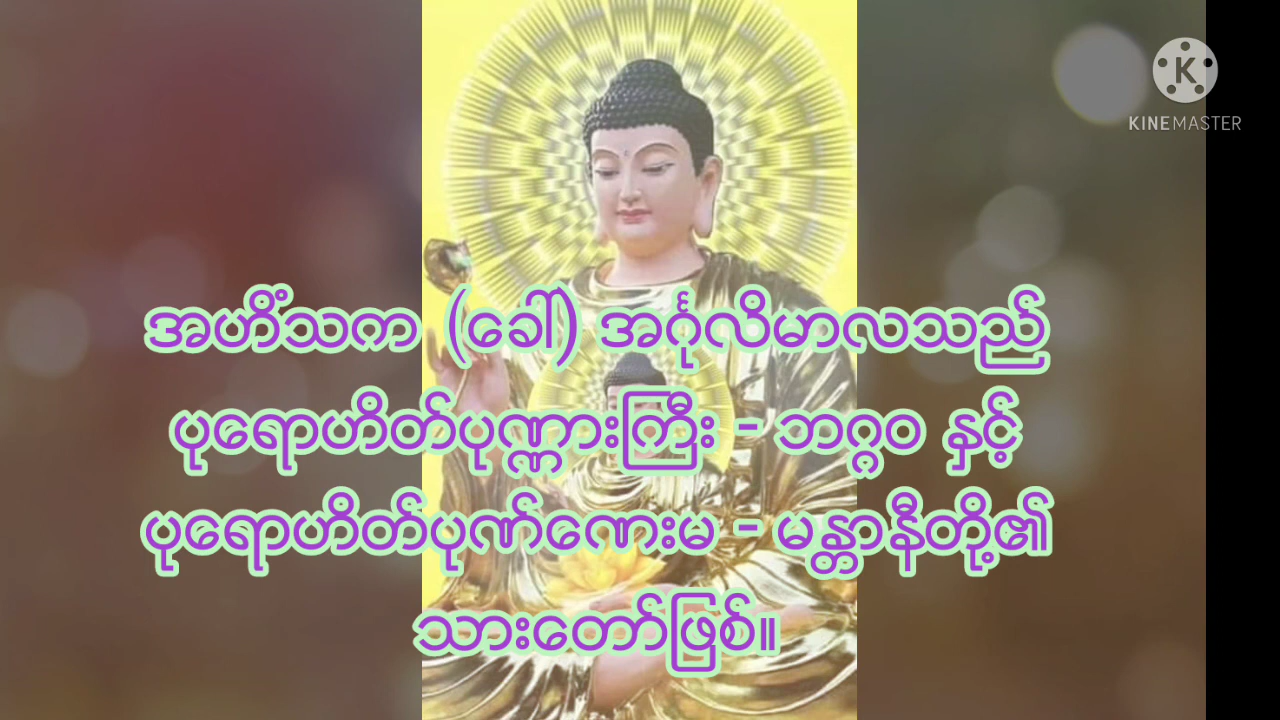 KINEMASTER
အဟိံသက (ခေါ်) အင်္ဂုလိမာလသည်
ပုရောဟိတ်ပုဏ္ဏားကြီး - ဘဂ္ဂဝ နှင့်
ပုရောဟိတ်ပုဏ်ဏေးမ - မန္တာနီတို့၏
သားတော်ဖြစ်။